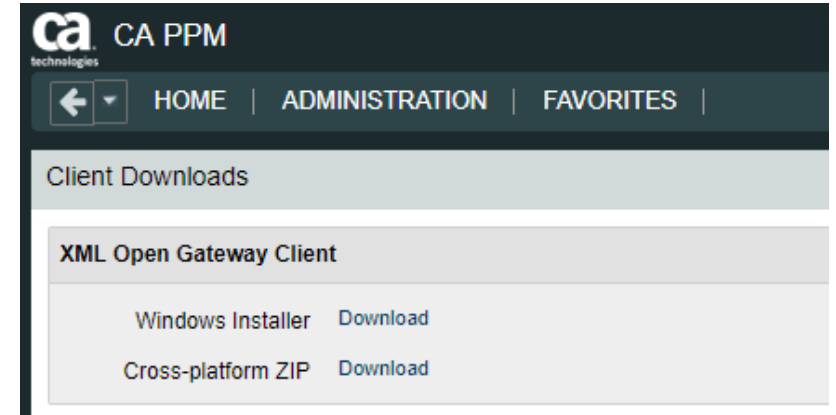 ca CA PPM
technologies
HOME | ADMINISTRATION | FAVORITES |
Client Downloads
XML Open Gateway Client
Windows Installer Download
Cross-platform ZIP Download